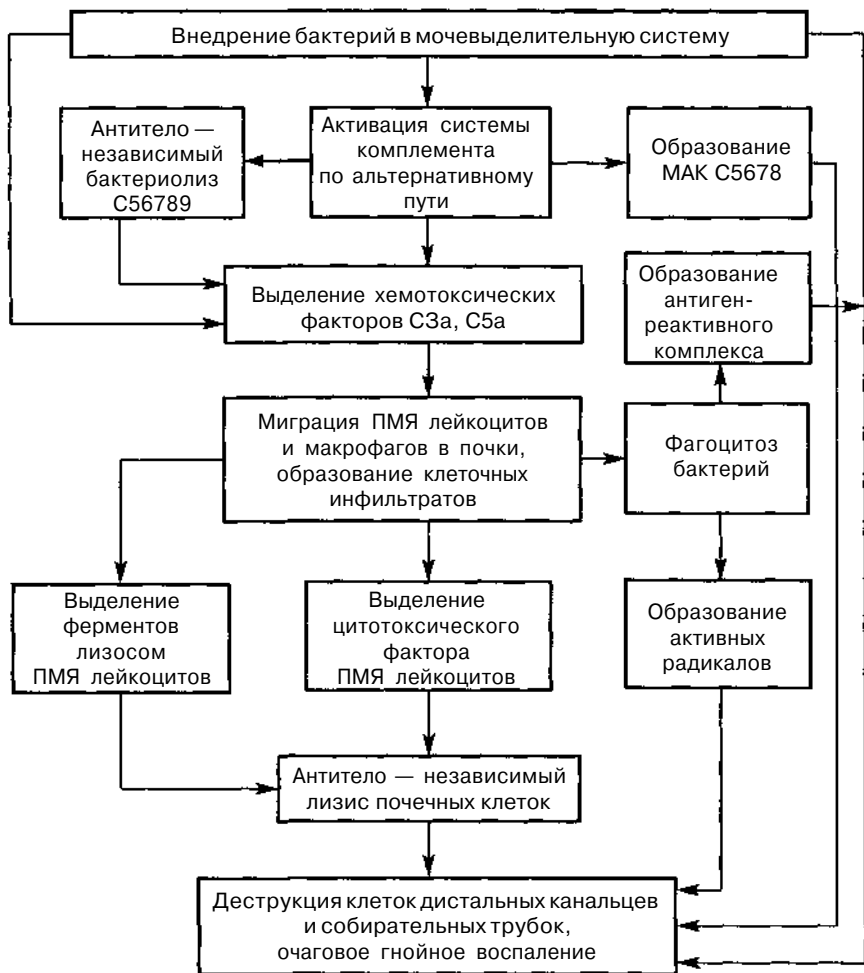 Внедрение бактерий в мочевыделительную систему
Антитело —
независимый
бактериолиз
С56789
Активация системы
комплемента
по альтернативному
пути
Образование
МАК С5678
Выделение хемотоксических
факторов С3а, С5а
Образование
антиген-
реактивного
комплекса
Миграция ПМЯ лейкоцитов
и макрофагов в почки,
образование клеточных
инфильтратов
Фагоцитоз
бактерий
Выделение
ферментов
лизосом
ПМЯ лейкоцитов
Выделение
цитотоксического
фактора
ПМЯ лейкоцитов
Образование
активных
радикалов
Антитело — независимый
лизис почечных клеток
Деструкция клеток дистальных канальцев
и собирательных трубок,
очаговое гнойное воспаление